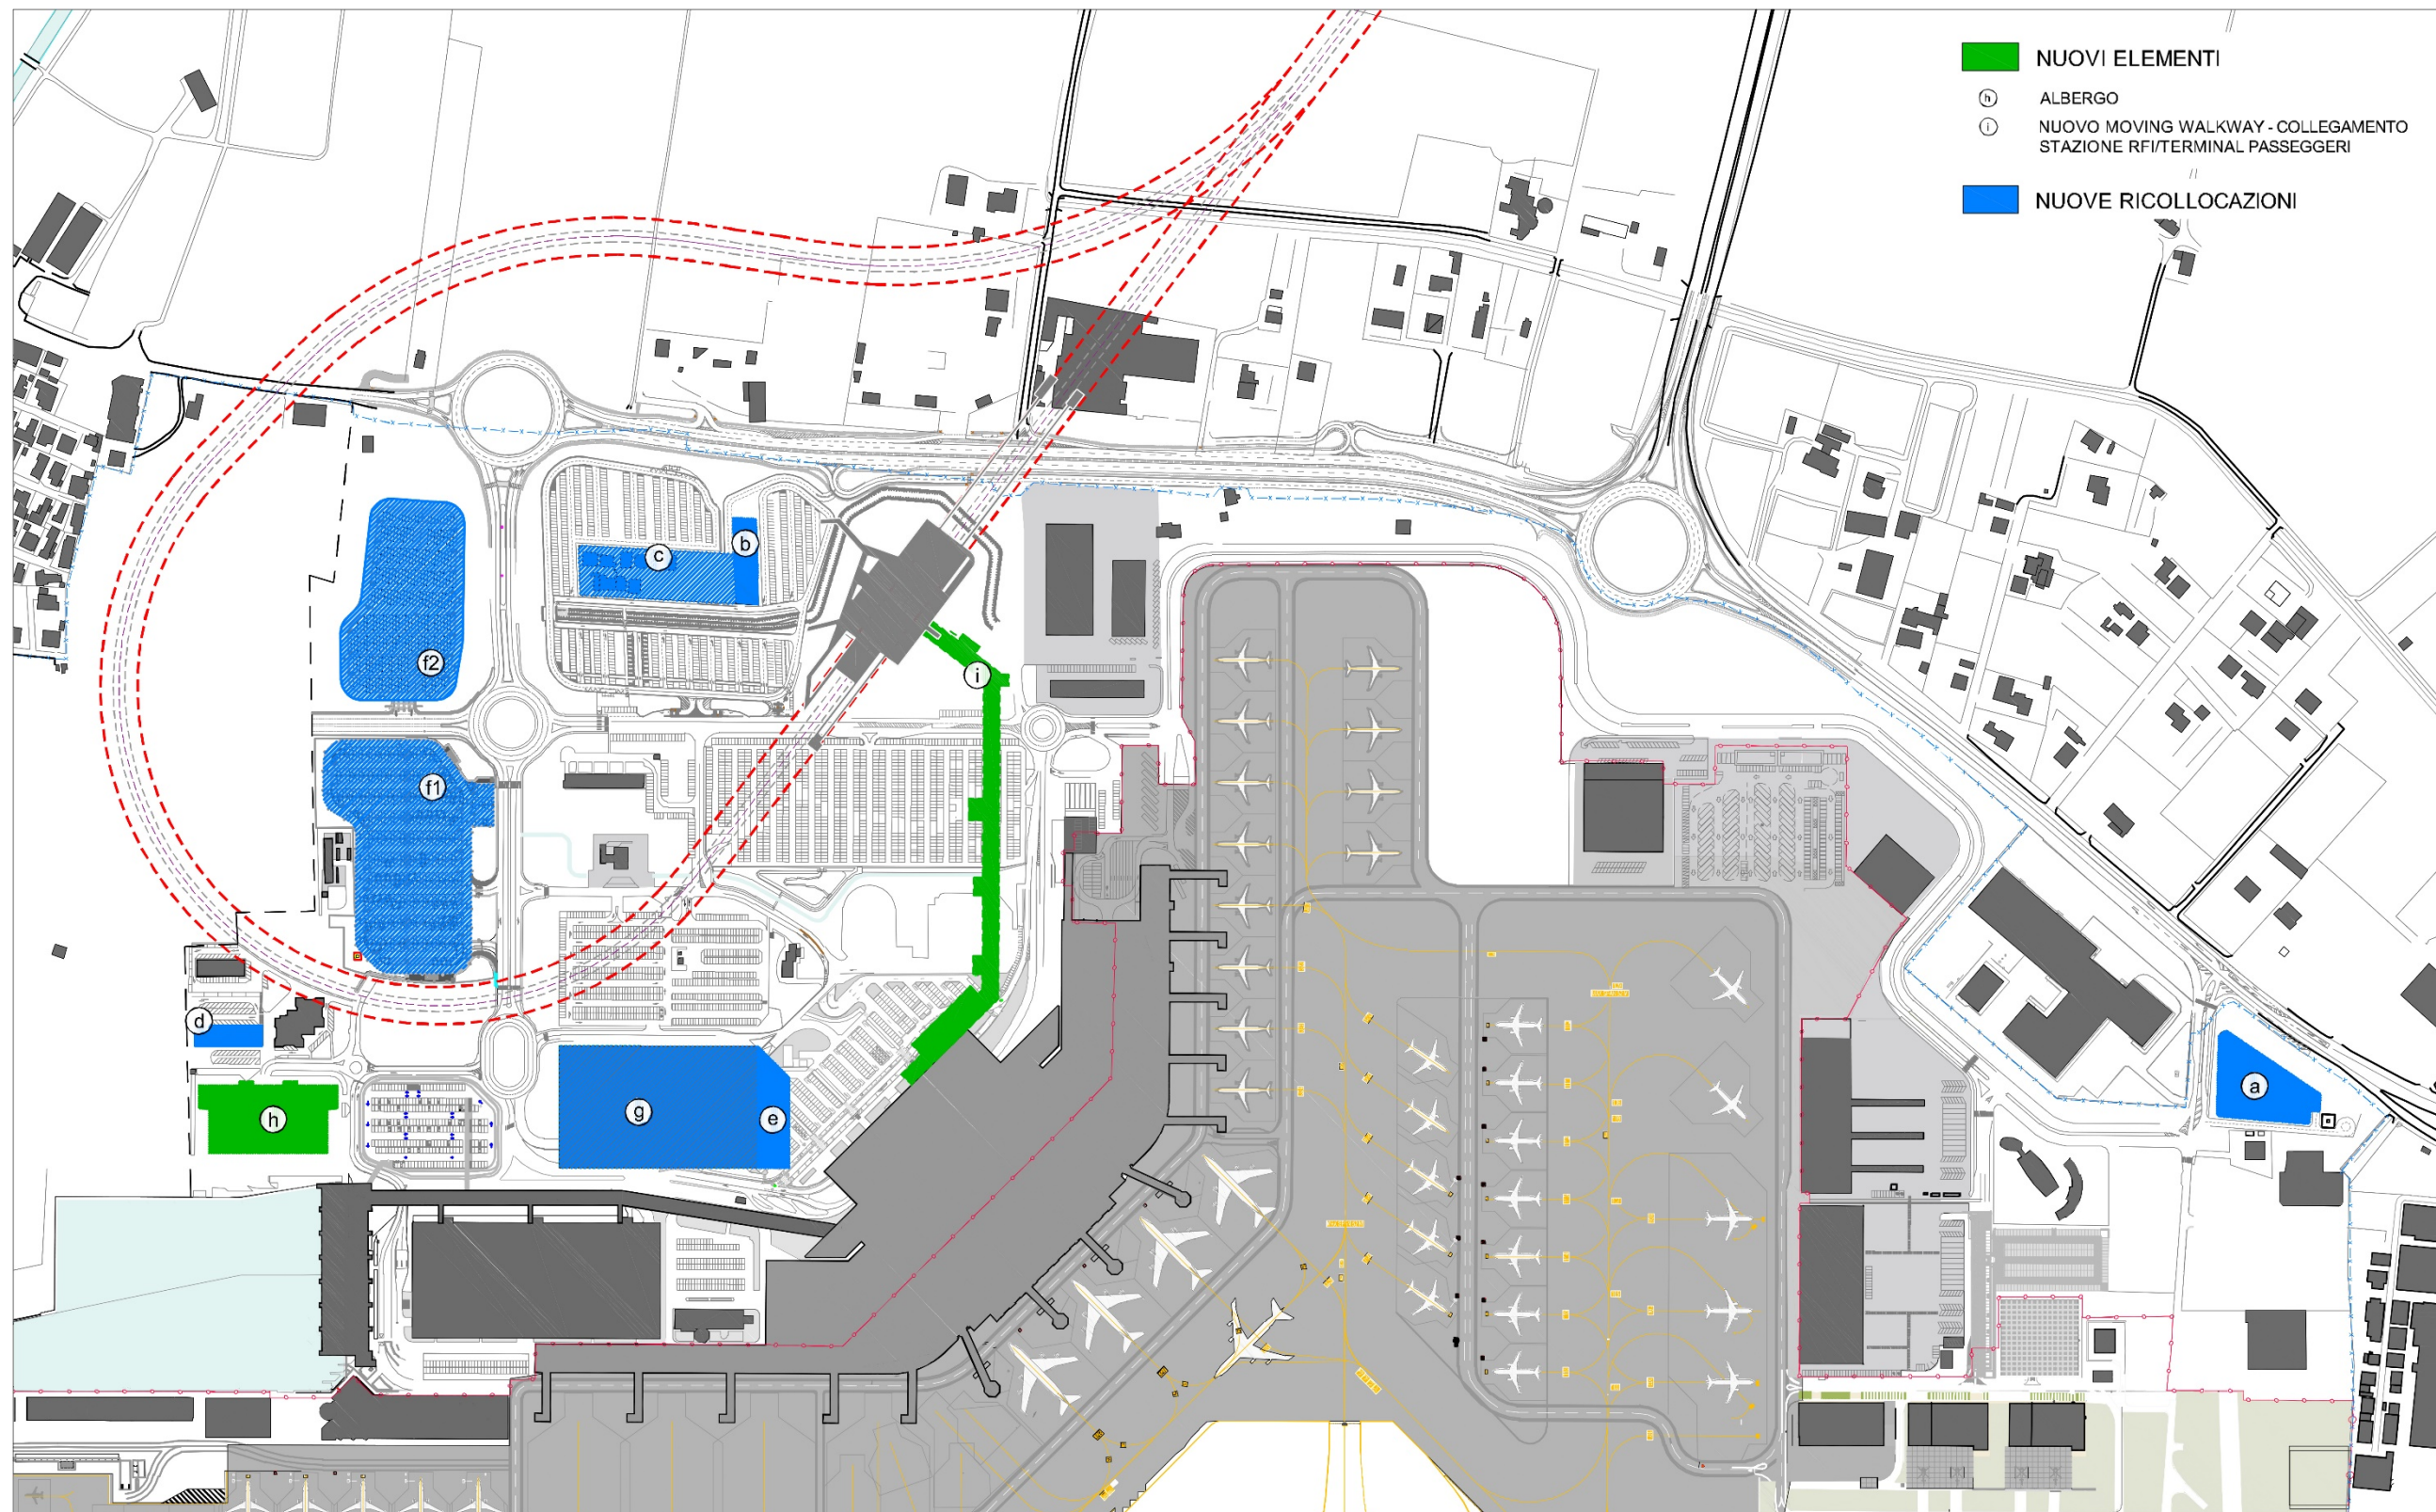 NUOVI ELEMENTI
h ALBERGO
i NUOVO MOVING WALKWAY - COLLEGAMENTO
STAZIONE RFI/TERMINAL PASSEGGERI
NUOVE RICOLLOCAZIONI
b
c
f2
i
f1
d
a
h
g
e